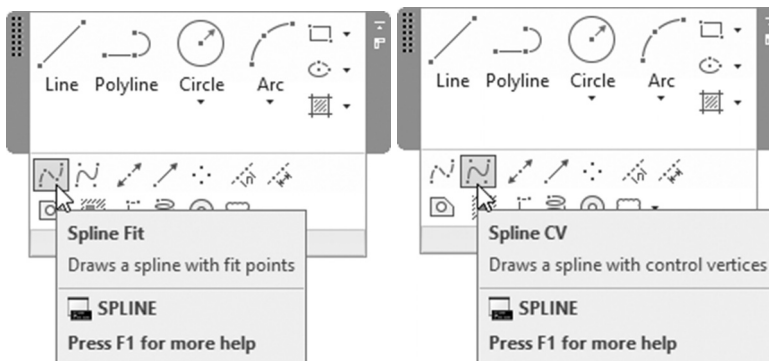 Line Polyline Circle Arc
Spline Fit
Draws a spline with fit points
SPLINE
Press F1 for more help
Line Polyline Circle Arc
Spline CV
Draws a spline with control vertices
SPLINE
Press F1 for more help